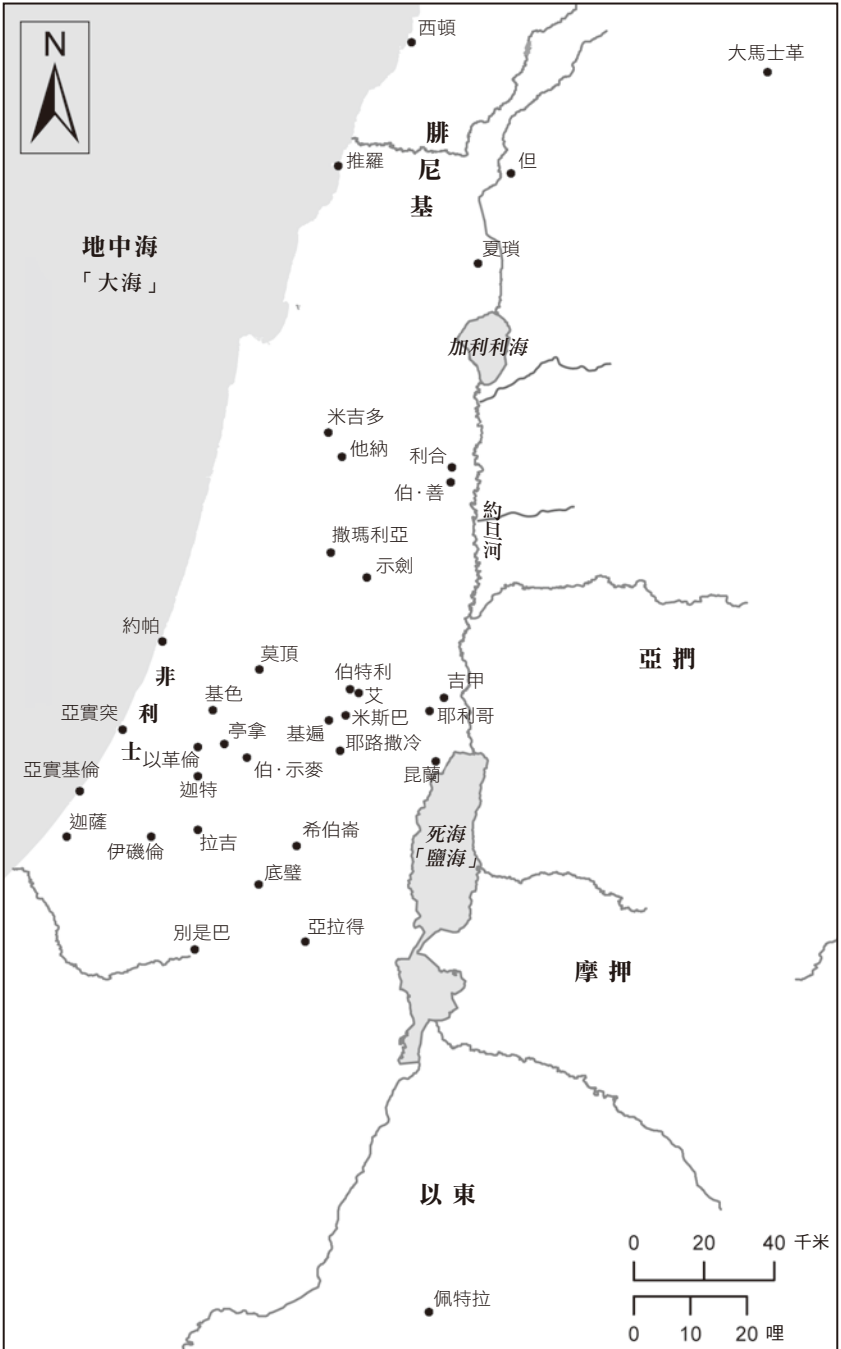 N
西頓
大馬士革
腓尼基
推羅
但
地中海
「大海」
夏瑣
加利利海
米吉多
他納
利合
伯·善
約旦河
撒瑪利亞
示劍
約帕
莫頂
亞捫
非利士
伯特利
艾
吉甲
基色
亞實突
米斯巴
耶利哥
亭拿
基遍
耶路撒冷
以革倫
伯·示麥
亞實基倫
迦特
昆蘭
迦薩
伊磯倫
拉吉
希伯崙
死海
「鹽海」
底璧
別是巴
亞拉得
摩押
以東
0 20 40 千米
佩特拉
0 10 20 哩